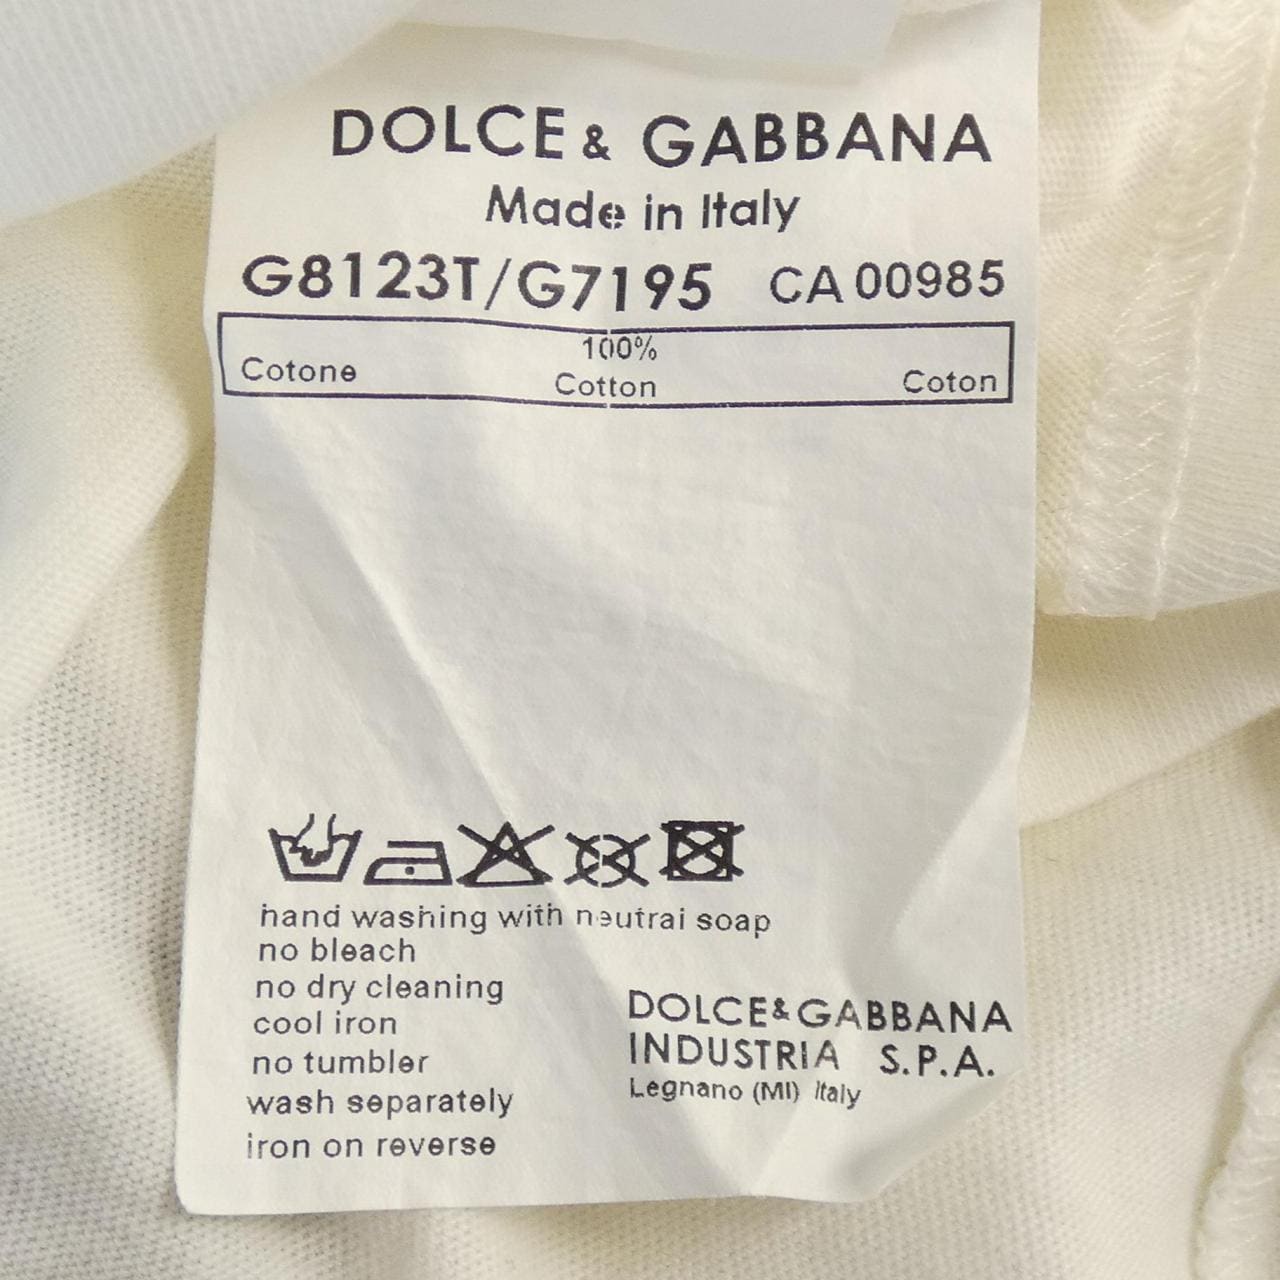 DOLCE & GABBANA
Made in Italy
G8123T/G7195 CA 00985
100%
Cotone Cotton Coton
hand washing with neutral soap
no bleach
no dry cleaning
cool iron
no tumbler
wash separately
iron on reverse
DOLCE&GABBANA
INDUSTRIA S.P.A.
Legnano (MI) Italy